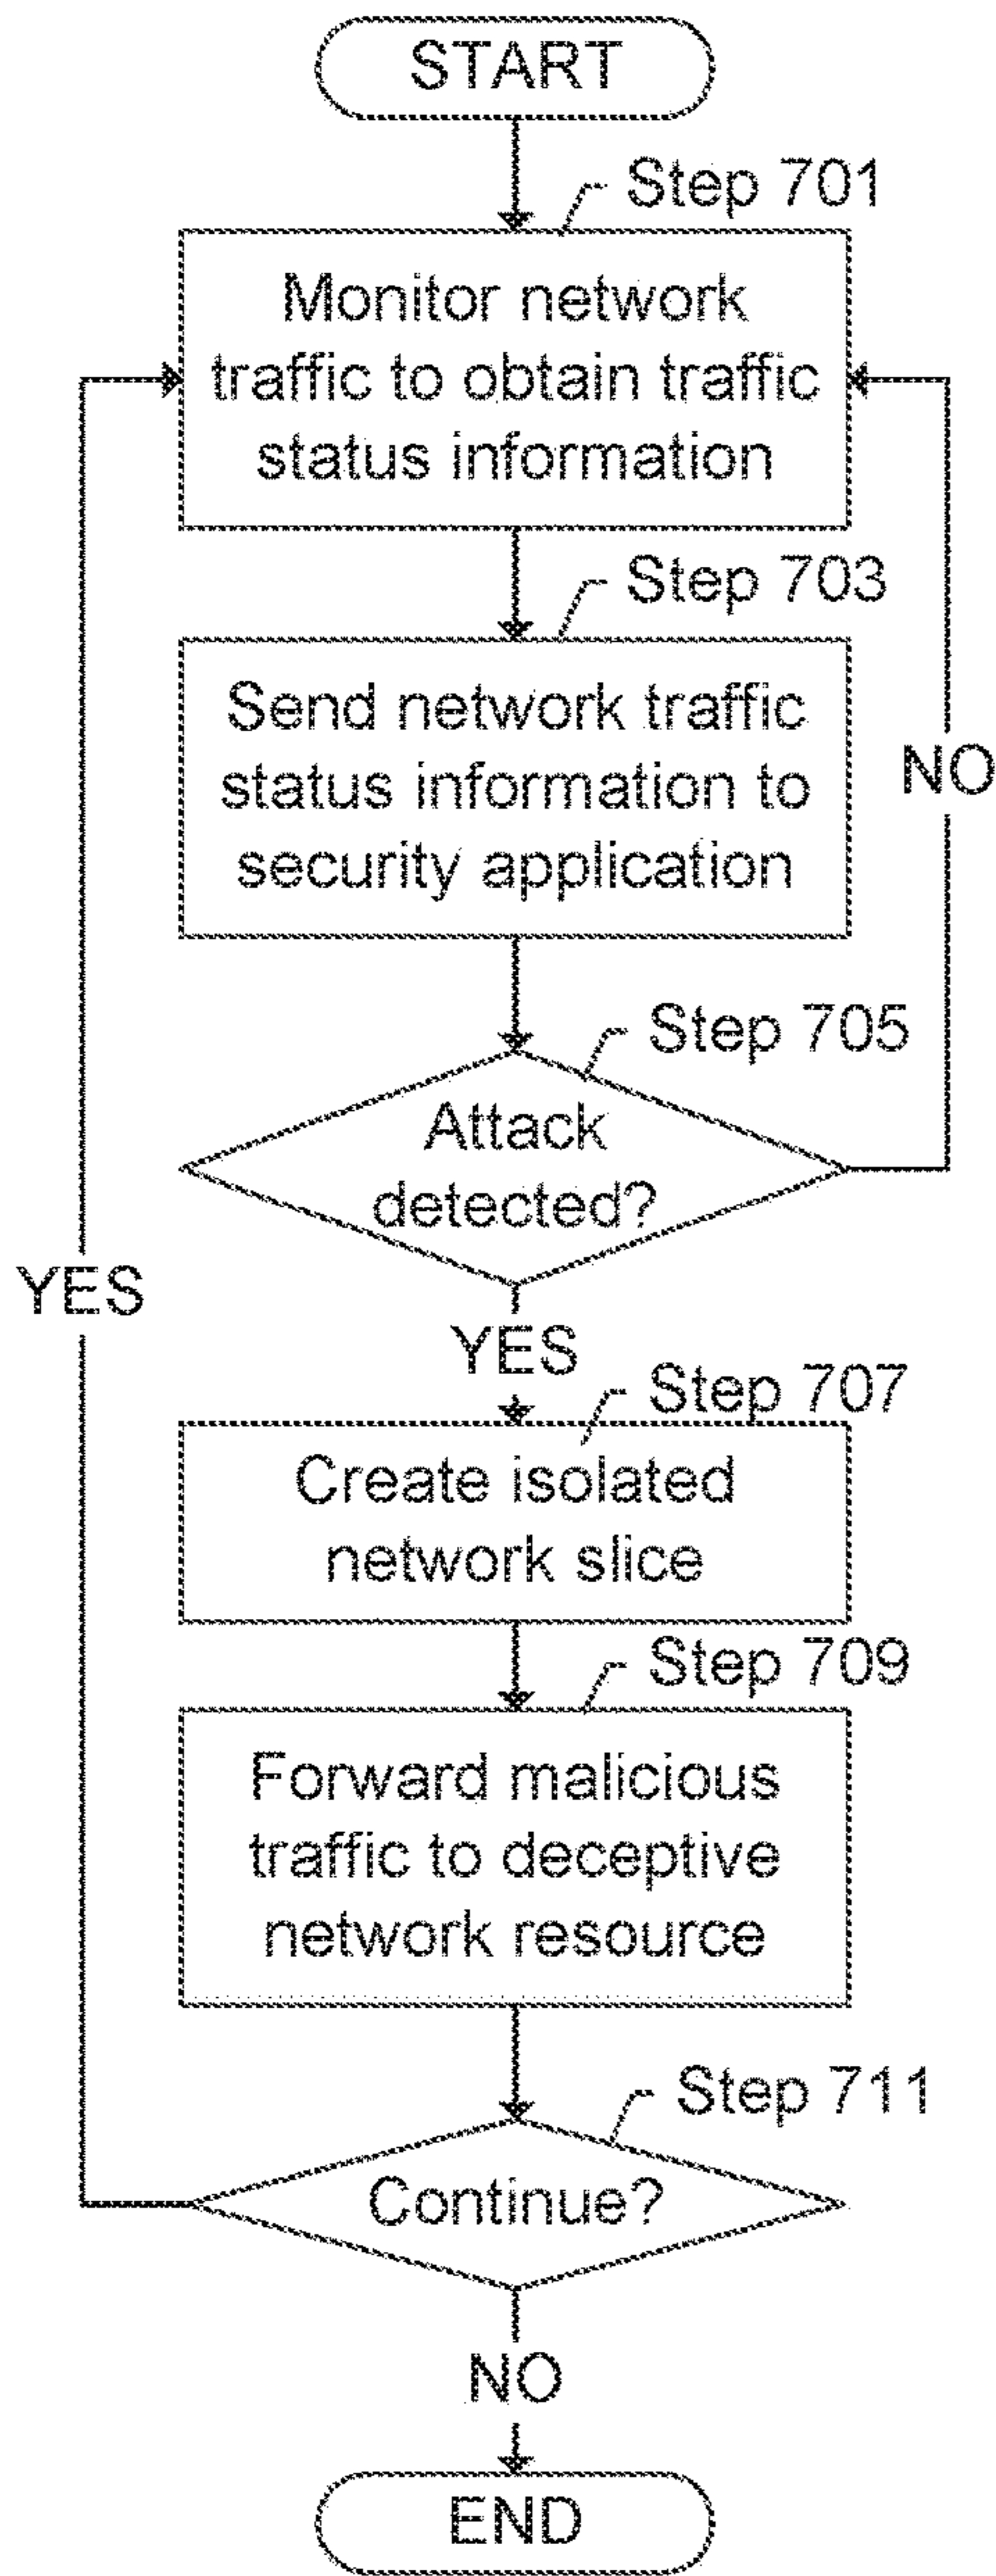 START
Step 701
Monitor network
traffic to obtain traffic
status information
Step 703
Send network traffic
status information to
security application
NO
Step 705
Attack
detected?
YES
YES
Step 707
Create isolated
network slice
Step 709
Forward malicious
traffic to deceptive
network resource
Step 711
Continue?
NO
END